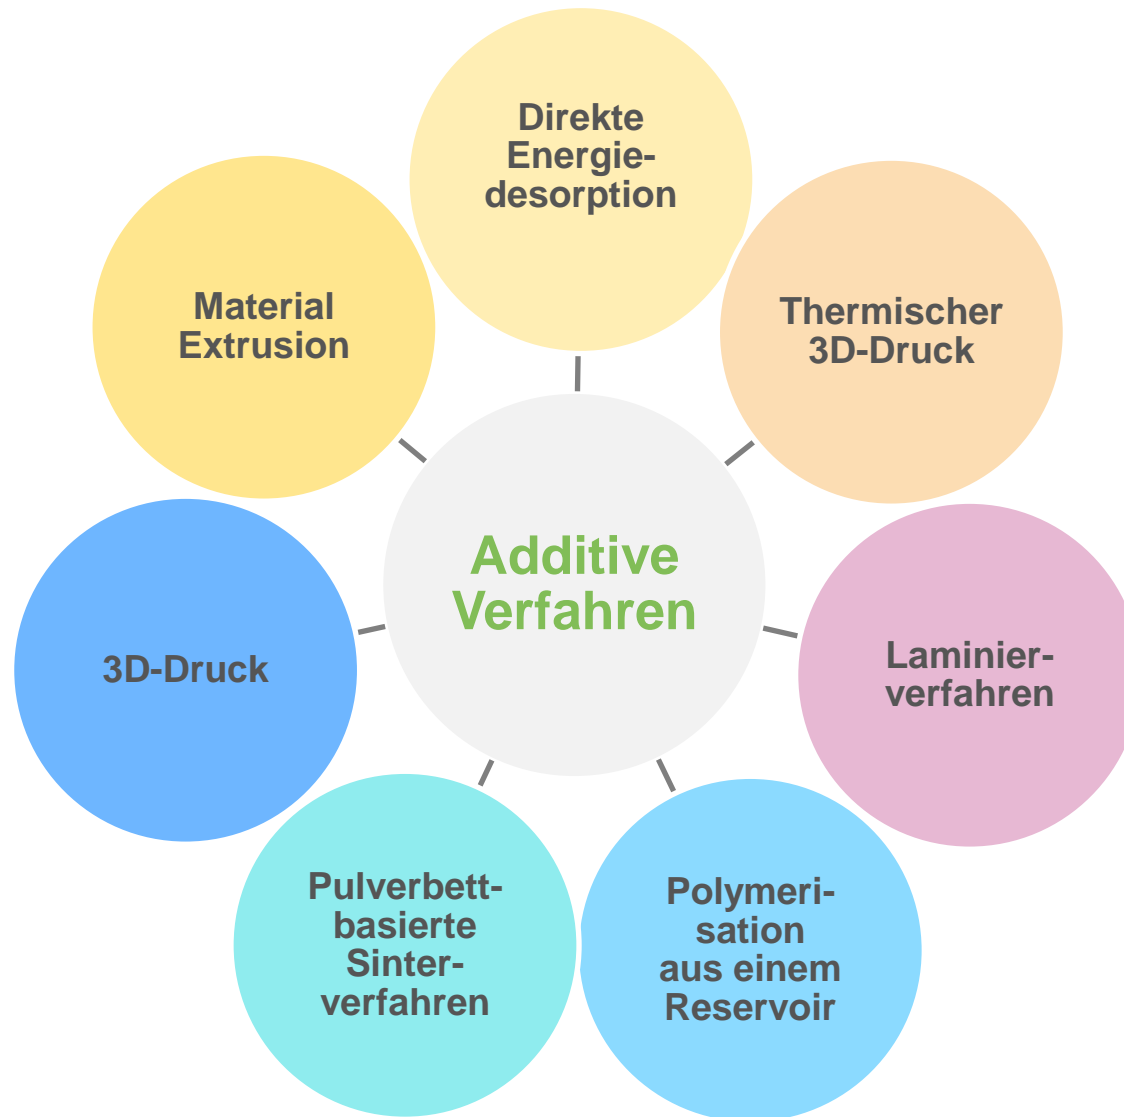 Direkte
Energie-
desorption
Material
Extrusion
Thermischer
3D-Druck
Additive
Verfahren
3D-Druck
Laminier-
verfahren
Pulverbett-
basierte
Sinter-
verfahren
Polymeri-
sation
aus einem
Reservoir